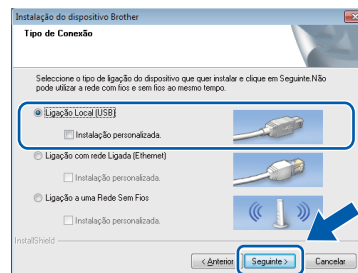 Instalação do dispositivo Brother
Tipo de Conexão
Seleccione o tipo de ligação do dispositivo que quer instalar e clique em Seguinte.Não
pode utilizar a rede com fios e sem fios ao mesmo tempo.
Ligação Local (USB)
Instalação personalizada.
Ligação com rede Ligada (Ethernet)
Instalação personalizada.
Ligação a uma Rede Sem Fios
Instalação personalizada.
InstallShield
< Anterior
Seguinte >
Cancelar